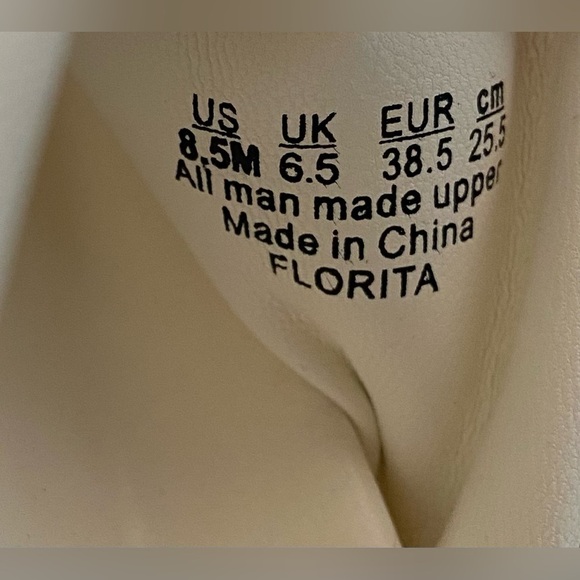 US UK EUR cm
8.5M 6.5 38.5 25.5
All man made upper
Made in China
FLORITA